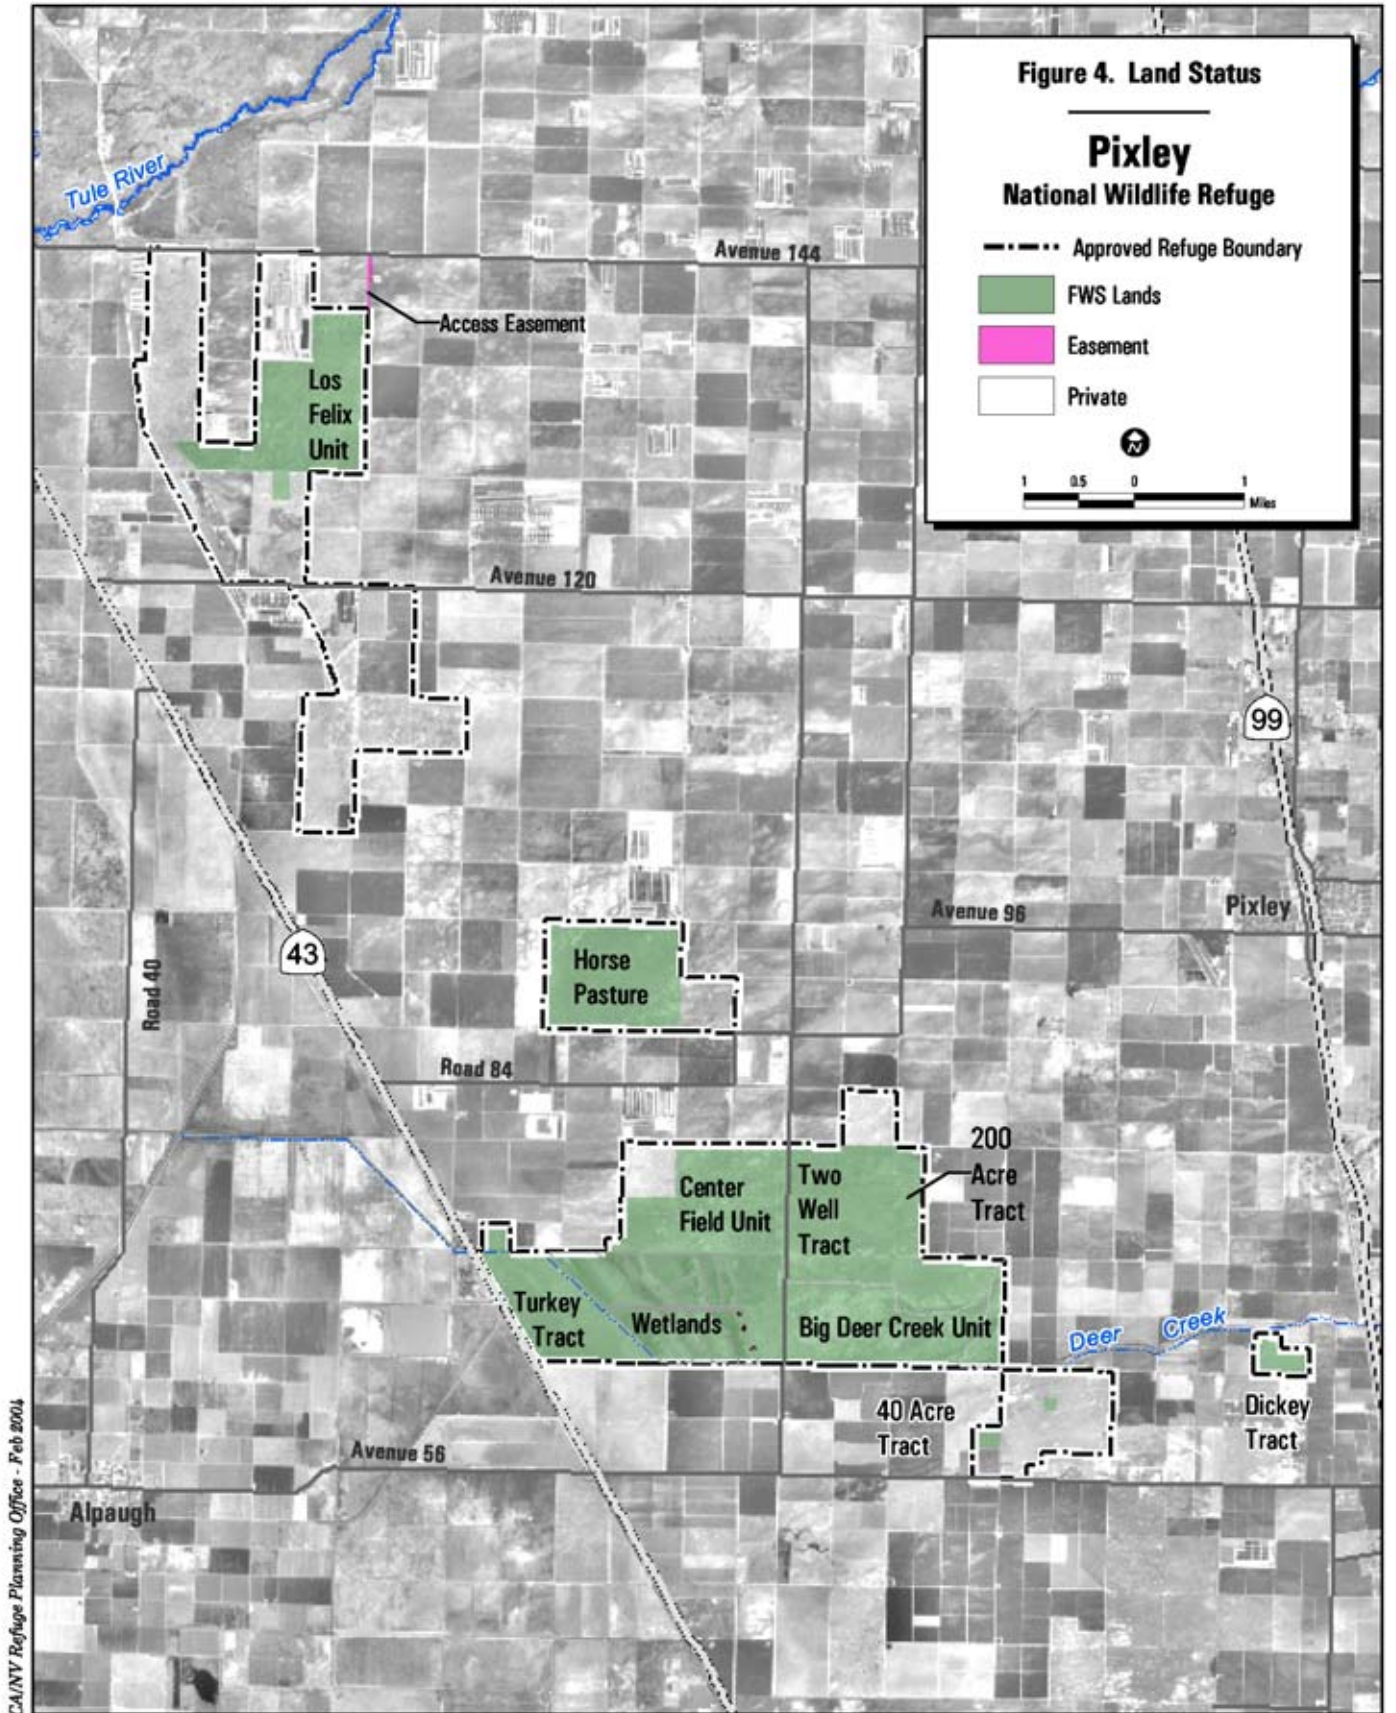 Figure 4. Land Status
Pixley
National Wildlife Refuge
Approved Refuge Boundary
FWS Lands
Easement
Private
N
1 0.5 0 1
Miles
Tule River
Avenue 144
Access Easement
Los
Felix
Unit
Avenue 120
99
Avenue 96
Pixley
43
Road 40
Horse
Pasture
Road 84
200
Acre
Tract
Center
Field Unit
Two
Well
Tract
Turkey
Tract
Wetlands
Big Deer Creek Unit
Deer Creek
40 Acre
Tract
Dickey
Tract
Avenue 56
Alpaugh
CA/NV Refuge Planning Office - Feb 2004